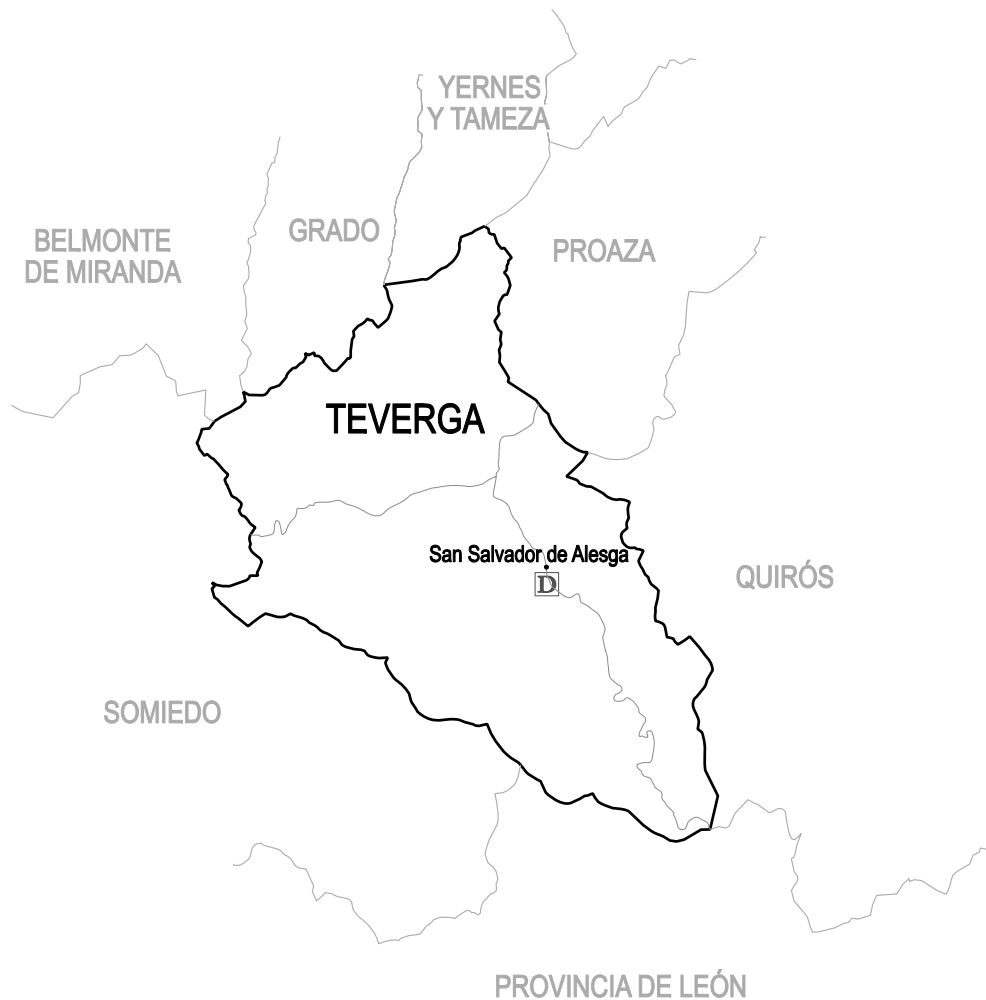 YERNES
Y TAMEZA
GRADO
BELMONTE
DE MIRANDA
PROAZA
TEVERGA
San Salvador de Alesga
D
QUIRÓS
SOMIEDO
PROVINCIA DE LEÓN